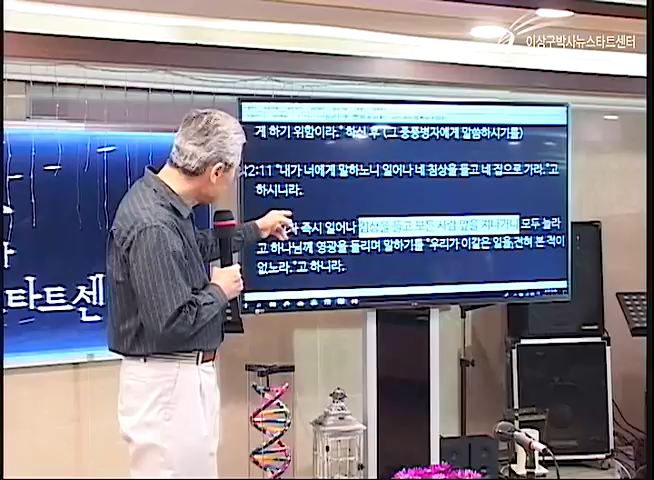 이상구박사뉴스타트센터
게 하기 위함이라." 하신 후 (그 중풍병자에게 말씀하시기를)
2:11 "내가 너에게 말하노니 일어나 네 침상을 들고 네 집으로 가라."고
하시니라.
즉시 일어나 침상을 들고 모든 사람 앞을 지나가니 모두 놀라
고 하나님께 영광을 돌리며 말하기를 "우리가 이같은 일을 전혀 본 적이
없노라."고 하니라.
스타트센